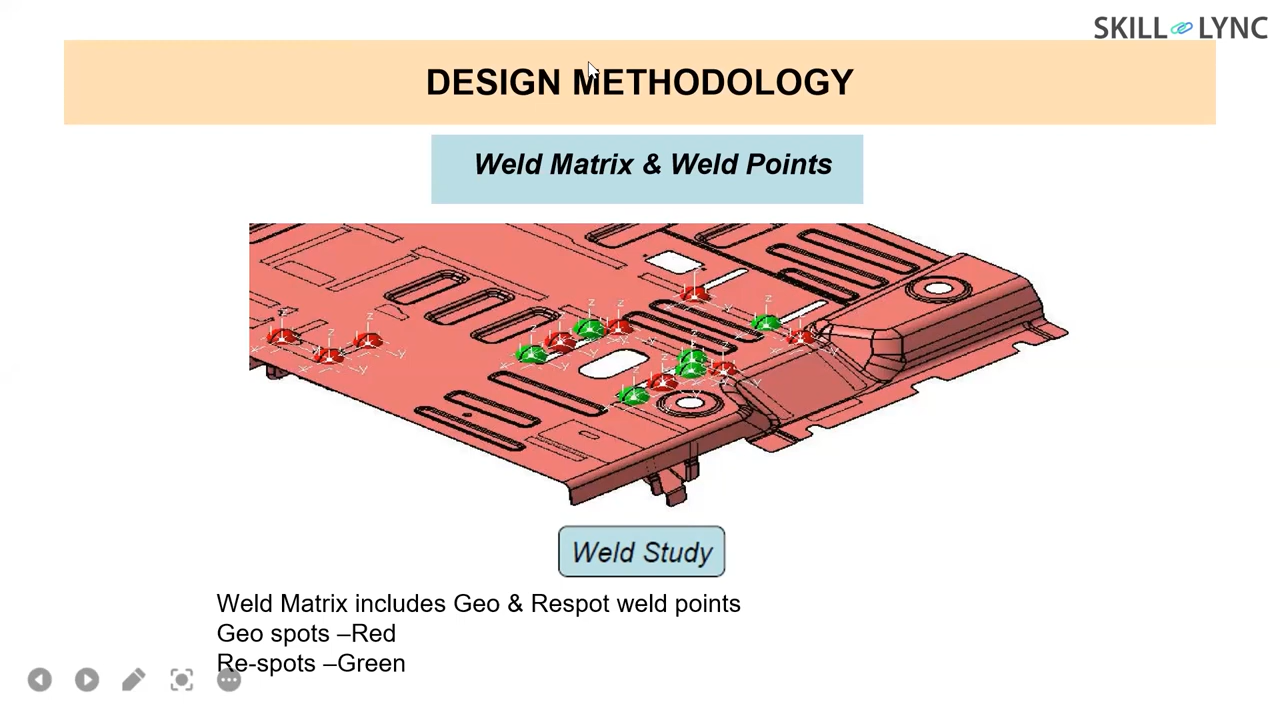 SKILL LYNC
DESIGN METHODOLOGY
Weld Matrix & Weld Points
Weld Study
Weld Matrix includes Geo & Respot weld points
Geo spots –Red
Re-spots –Green